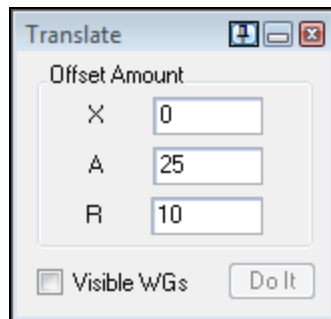 Translate
Offset Amount
X 0
A 25
R 10
Visible WGs Do It